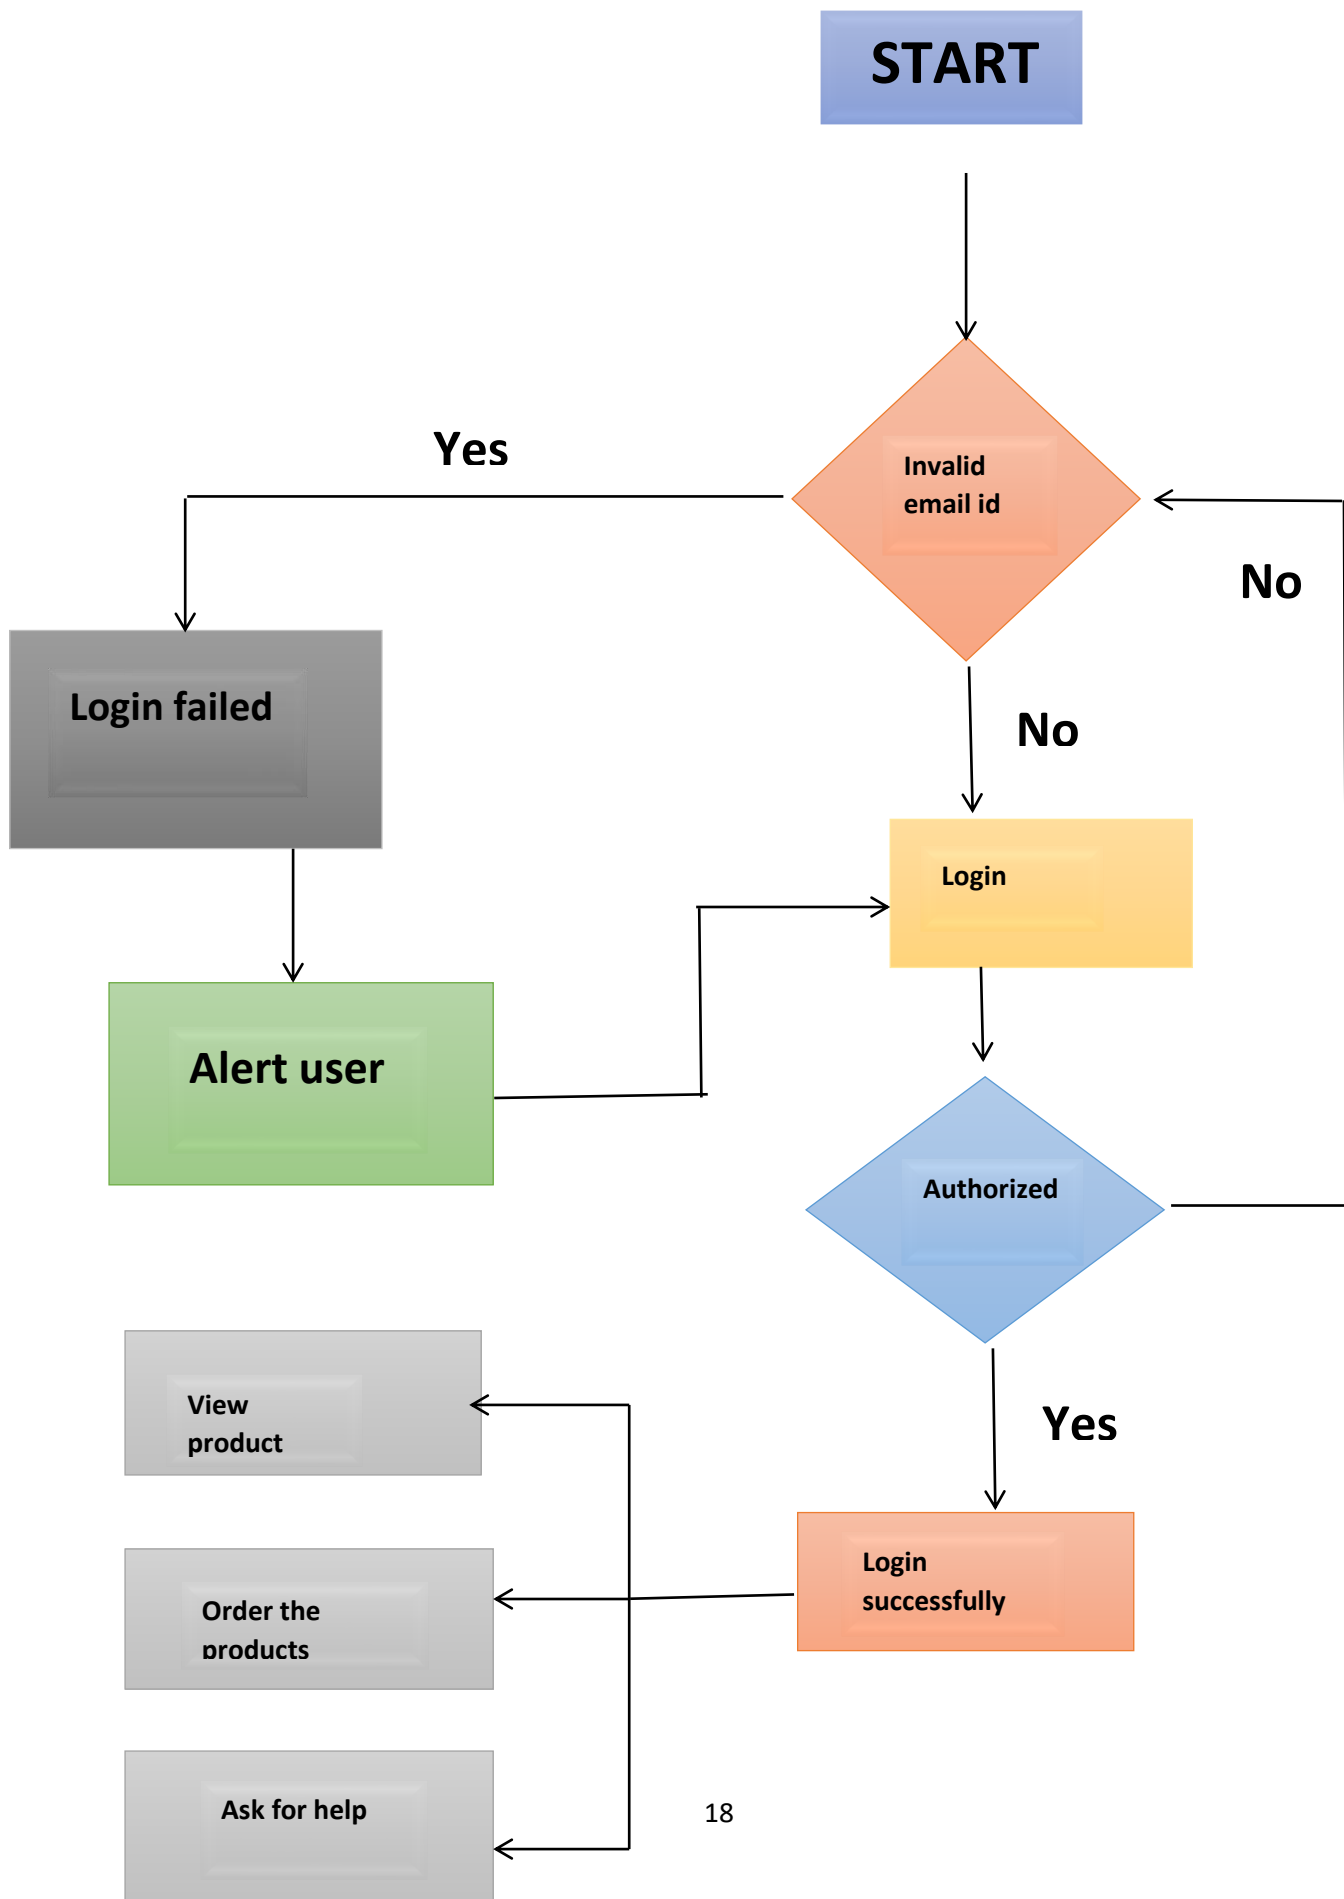 START
Yes
Invalid
email id
No
Login failed
No
Login
Alert user
Authorized
View
product
Yes
Login
successfully
Order the
products
Ask for help
18